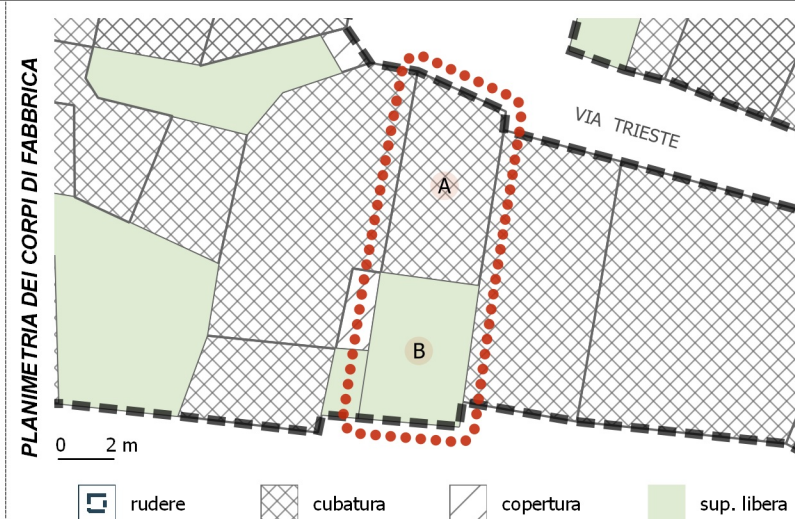 PLANIMETRIA DEI CORPI DI FABBRICA
VIA TRIESTE
A
B
0 2 m
rudere cubatura copertura sup. libera